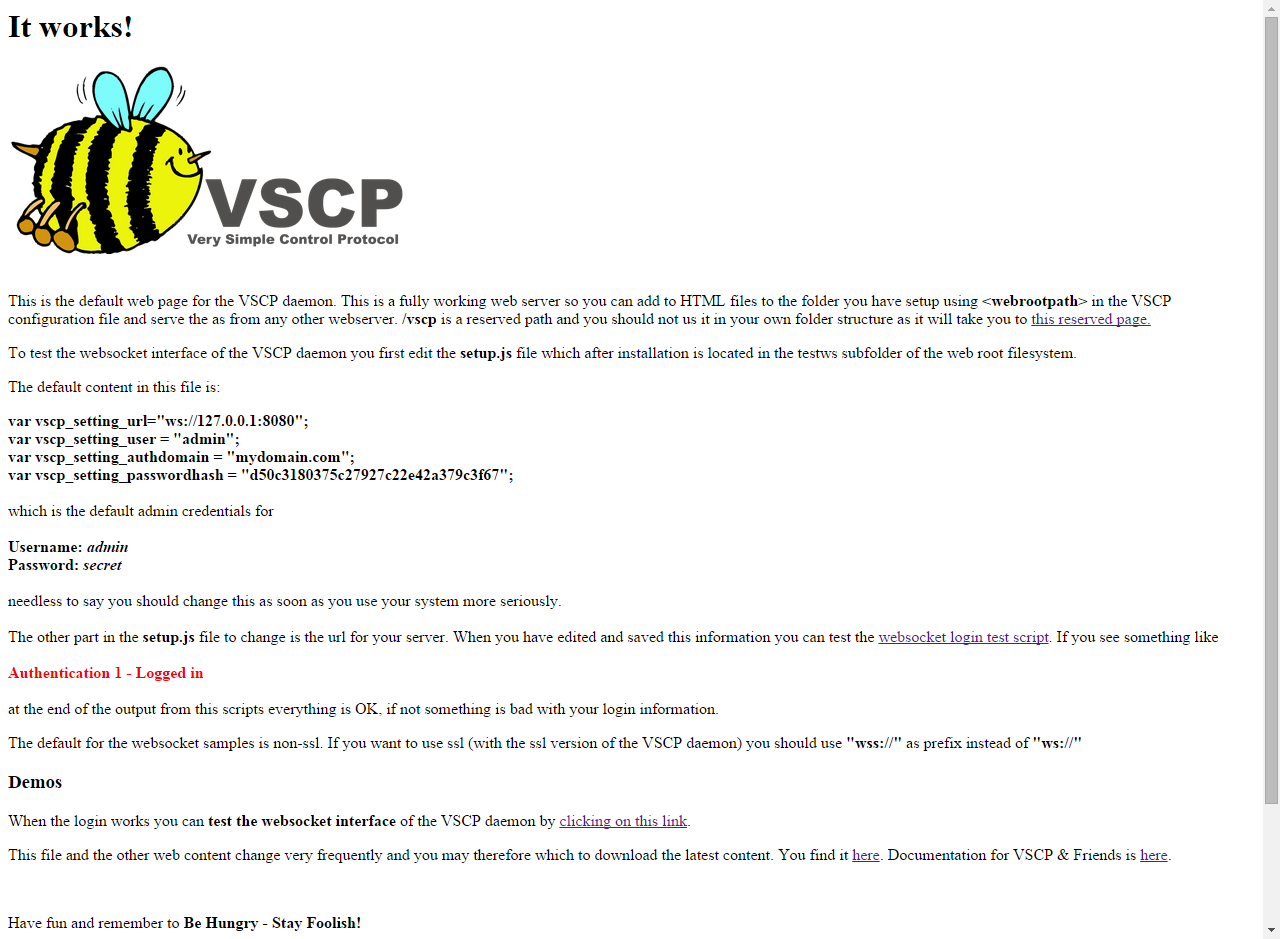 It works!
VSCP
Very Simple Control Protocol
This is the default web page for the VSCP daemon. This is a fully working web server so you can add to HTML files to the folder you have setup using <webrootpath> in the VSCP
configuration file and serve the as from any other webserver. /vscp is a reserved path and you should not us it in your own folder structure as it will take you to this reserved page.
To test the websocket interface of the VSCP daemon you first edit the setup.js file which after installation is located in the testws subfolder of the web root filesystem.
The default content in this file is:
var vscp_setting_url="ws://127.0.0.1:8080";
var vscp_setting_user = "admin";
var vscp_setting_authdomain = "mydomain.com";
var vscp_setting_passwordhash = "d50c3180375c27927c22e42a379c3f67";
which is the default admin credentials for
Username: admin
Password: secret
needless to say you should change this as soon as you use your system more seriously.
The other part in the setup.js file to change is the url for your server. When you have edited and saved this information you can test the websocket login test script. If you see something like
Authentication 1 - Logged in
at the end of the output from this scripts everything is OK, if not something is bad with your login information.
The default for the websocket samples is non-ssl. If you want to use ssl (with the ssl version of the VSCP daemon) you should use "wss://" as prefix instead of "ws://"
Demos
When the login works you can test the websocket interface of the VSCP daemon by clicking on this link.
This file and the other web content change very frequently and you may therefore which to download the latest content. You find it here. Documentation for VSCP & Friends is here.
Have fun and remember to Be Hungry - Stay Foolish!